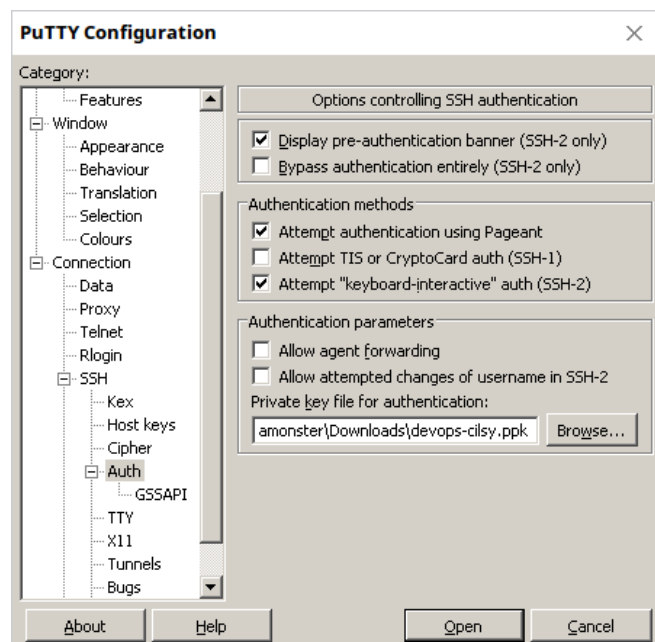 PuTTY Configuration
Category:
Features
Window
Appearance
Behaviour
Translation
Selection
Colours
Connection
Data
Proxy
Telnet
Rlogin
SSH
Kex
Host keys
Cipher
Auth
GSSAPI
TTY
X11
Tunnels
Bugs
Options controlling SSH authentication
Display pre-authentication banner (SSH-2 only)
Bypass authentication entirely (SSH-2 only)
Authentication methods
Attempt authentication using Pageant
Attempt TIS or CryptoCard auth (SSH-1)
Attempt "keyboard-interactive" auth (SSH-2)
Authentication parameters
Allow agent forwarding
Allow attempted changes of username in SSH-2
Private key file for authentication:
amonster\Downloads\devops-cilsy.ppk Browse...
About Help Open Cancel